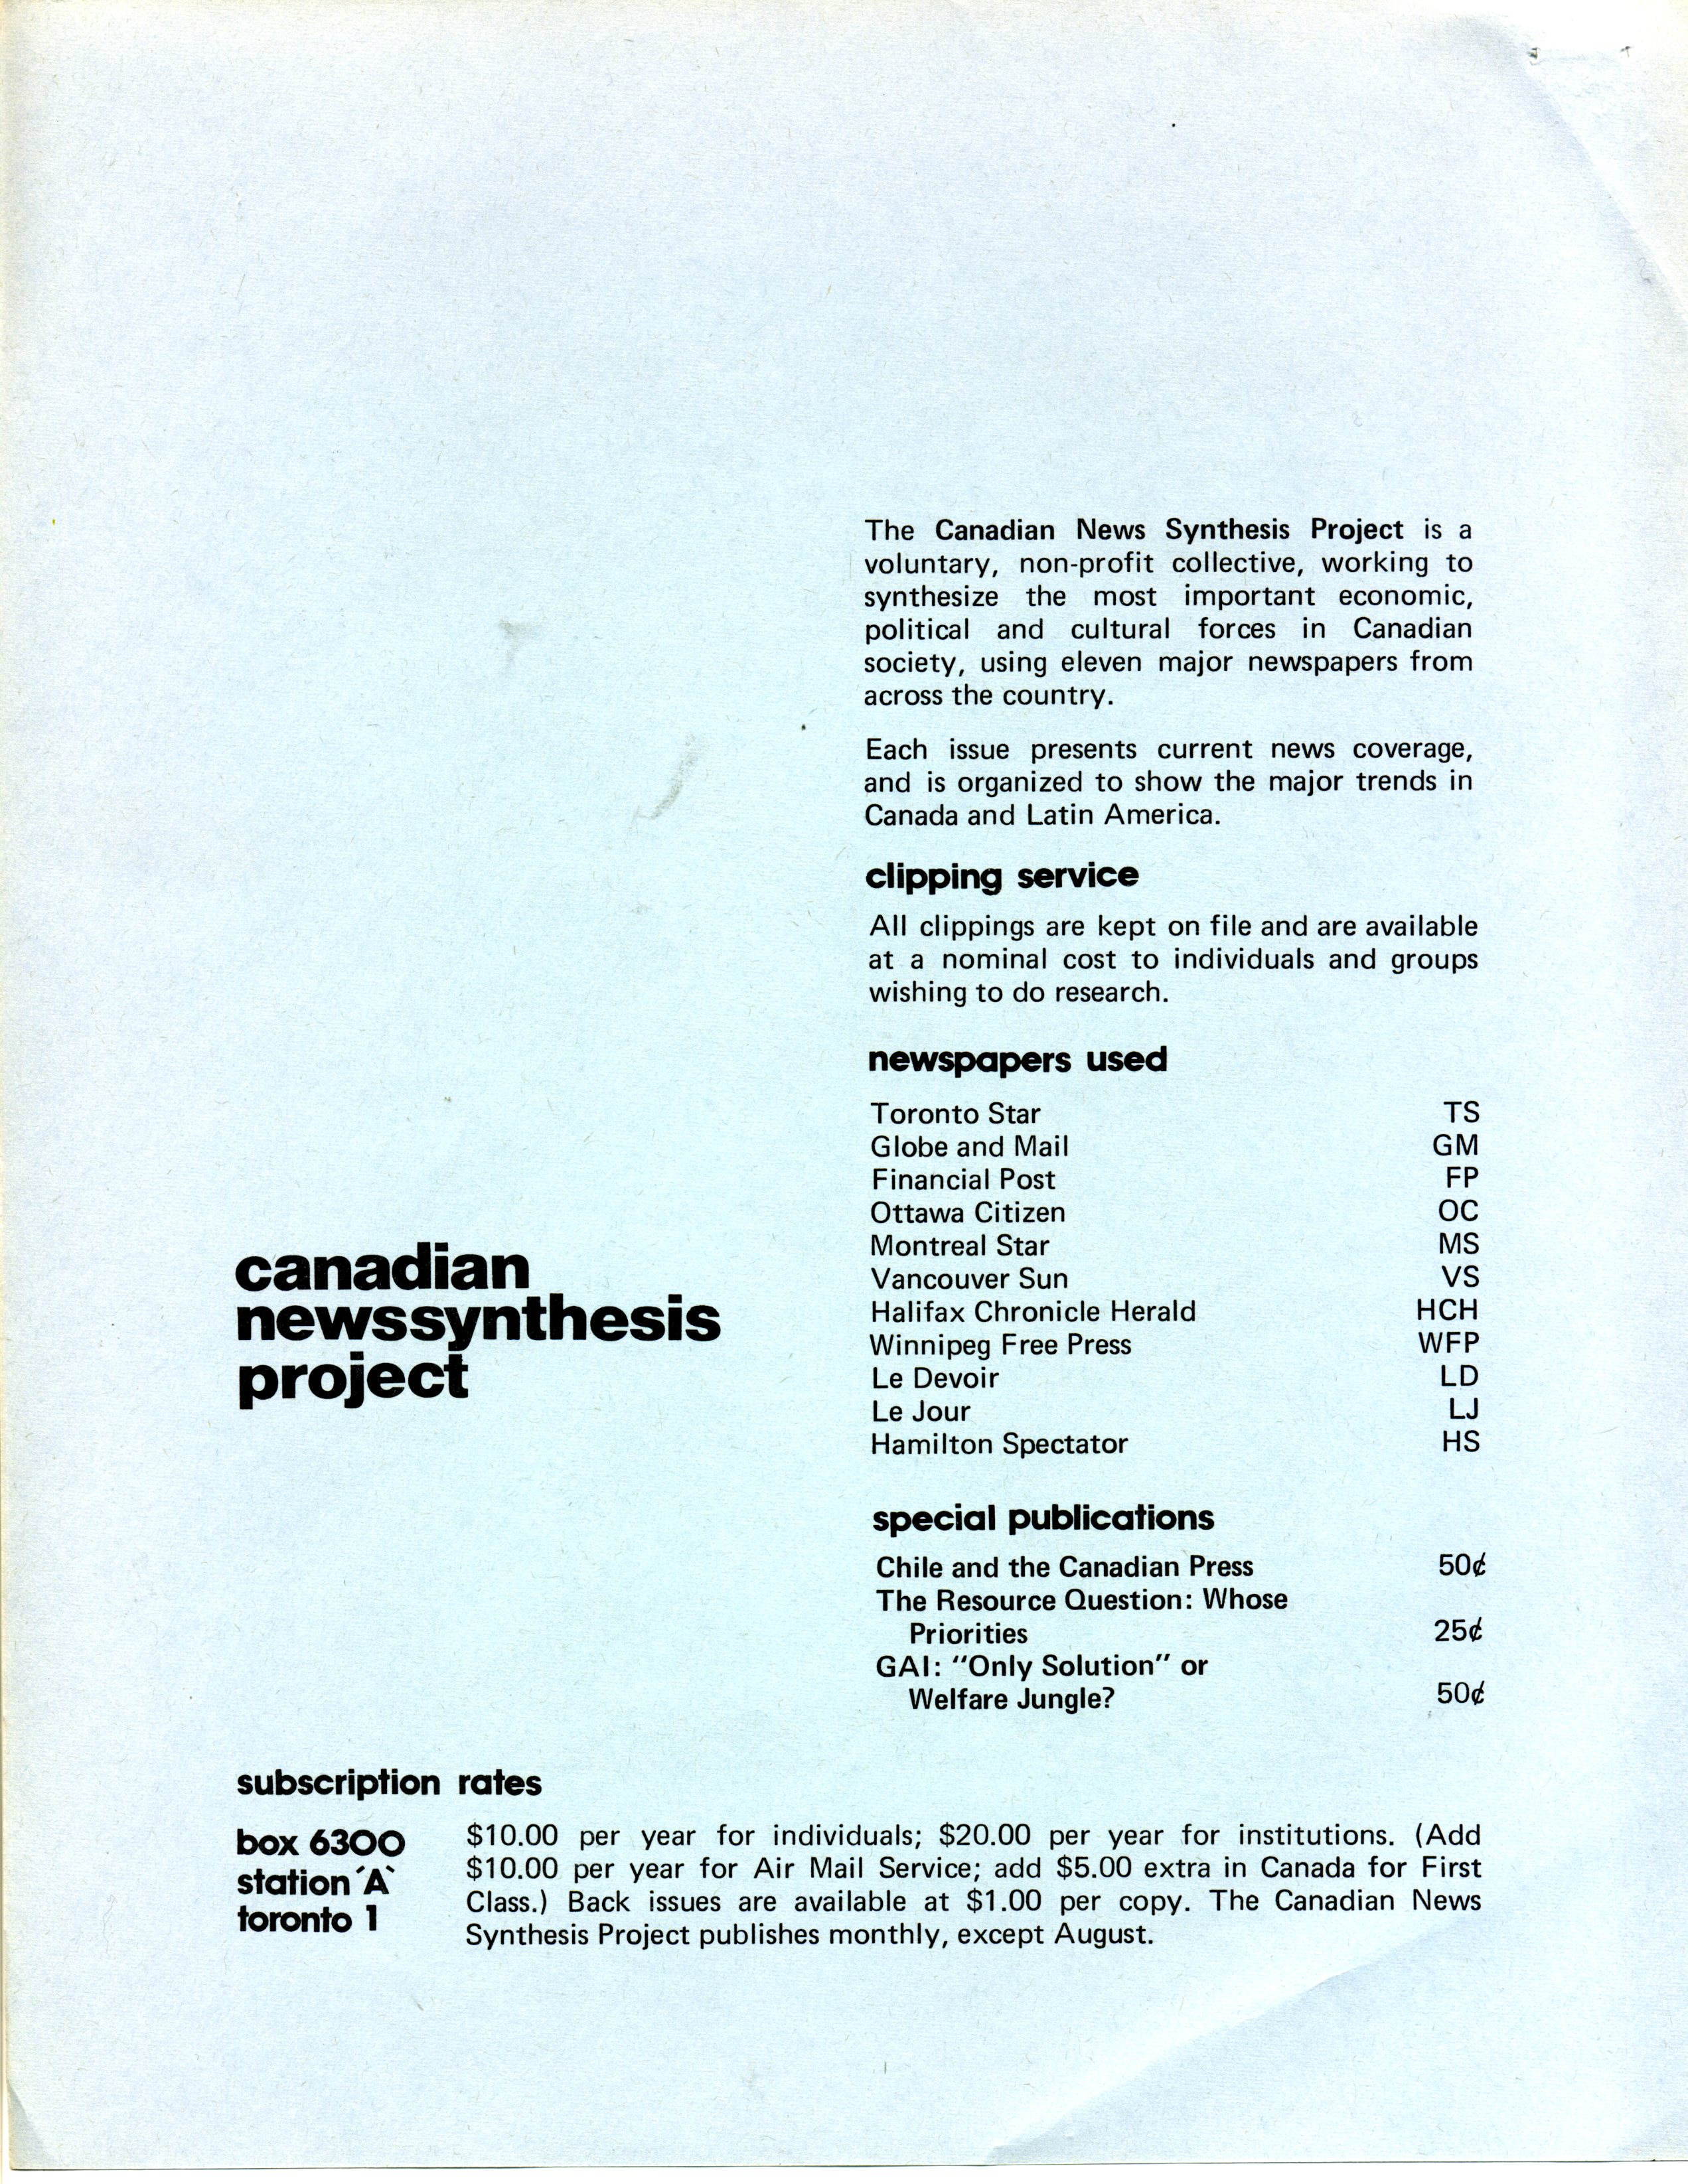 The Canadian News Synthesis Project is a
voluntary, non-profit collective, working to
synthesize the most important economic,
political and cultural forces in Canadian
society, using eleven major newspapers from
across the country.
Each issue presents current news coverage,
and is organized to show the major trends in
Canada and Latin America.
clipping service
All clippings are kept on file and are available
at a nominal cost to individuals and groups
wishing to do research.
newspapers used
Toronto Star TS
Globe and Mail GM
Financial Post FP
Ottawa Citizen OC
Montreal Star MS
Vancouver Sun VS
Halifax Chronicle Herald HCH
Winnipeg Free Press WFP
Le Devoir LD
Le Jour LJ
Hamilton Spectator HS
canadian
newssynthesis
project
special publications
Chile and the Canadian Press 50¢
The Resource Question: Whose
Priorities 25¢
GAI: "Only Solution" or
Welfare Jungle? 50¢
subscription rates
box 6300
station ´A`
toronto 1
$10.00 per year for individuals; $20.00 per year for institutions. (Add
$10.00 per year for Air Mail Service; add $5.00 extra in Canada for First
Class.) Back issues are available at $1.00 per copy. The Canadian News
Synthesis Project publishes monthly, except August.